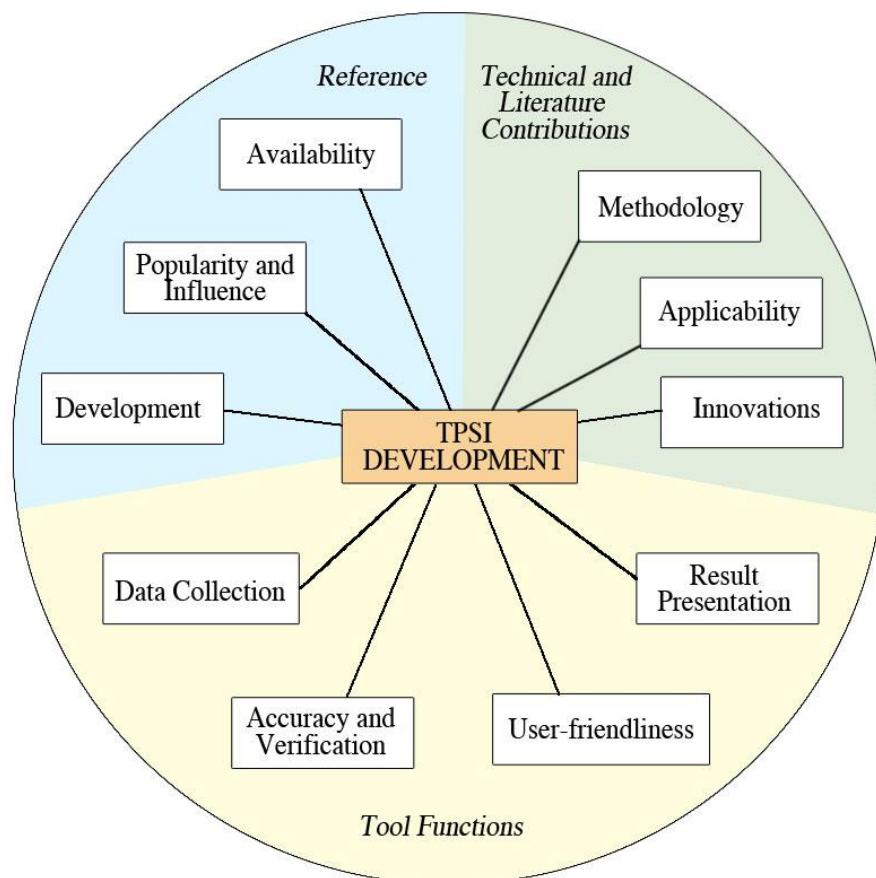 Reference
Technical and
Literature
Contributions
Availability
Methodology
Popularity and
Influence
Applicability
Development
Innovations
TPSI
DEVELOPMENT
Data Collection
Result
Presentation
Accuracy and
Verification
User-friendliness
Tool Functions